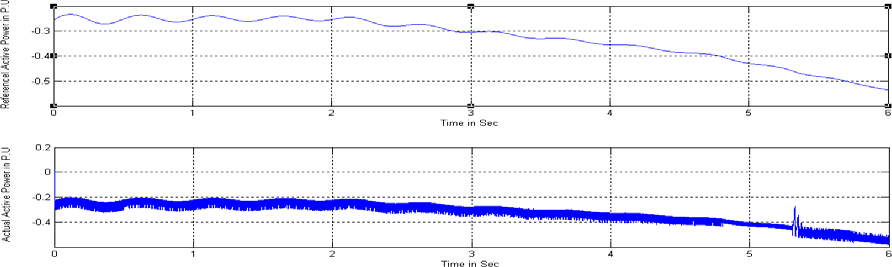 Referencel Active Power in P.U
-0.3
-0.4
-0.5
0 1 2 3 4 5 6
Time in Sec
Actual Active Power in P.U
0.2
0
-0.2
-0.4
0 1 2 3 4 5 6
Time in Sec